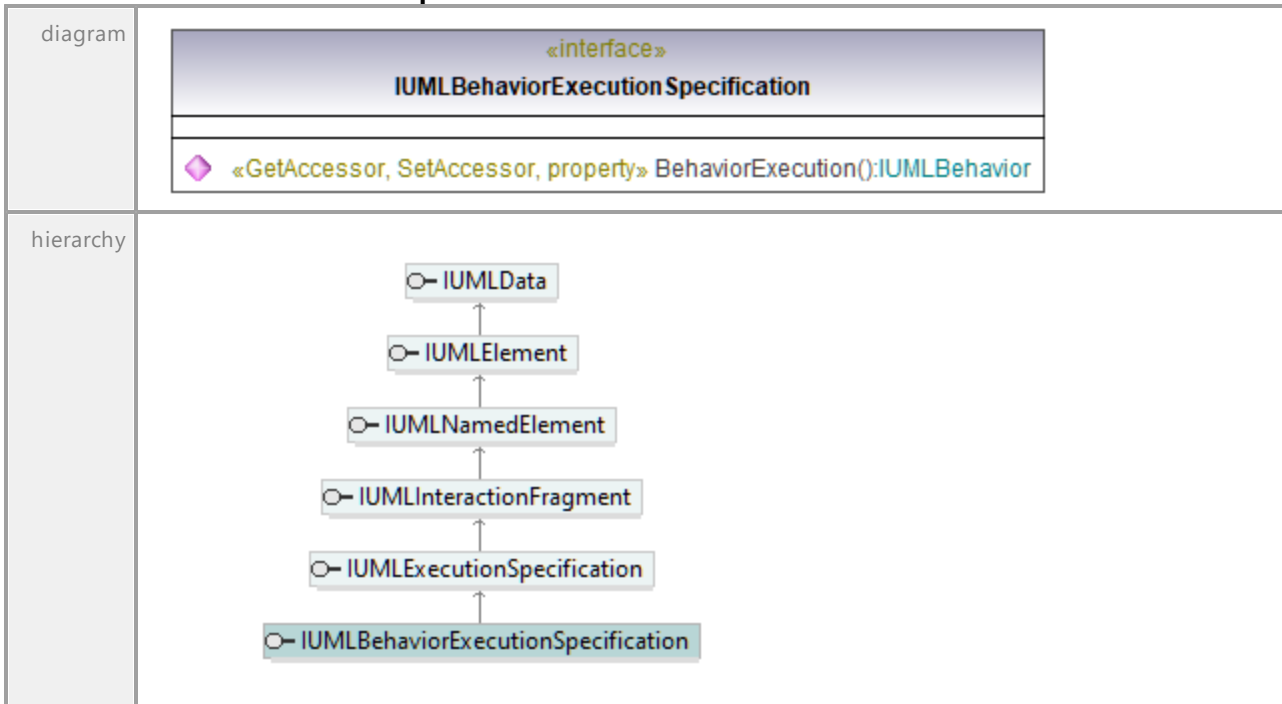 diagram
«interface»
IUMLBehaviorExecutionSpecification
«GetAccessor, SetAccessor, property» BehaviorExecution():IUMLBehavior
hierarchy
IUMLData
IUMLElement
IUMLNamedElement
IUMLInteractionFragment
IUMLExecutionSpecification
IUMLBehaviorExecutionSpecification